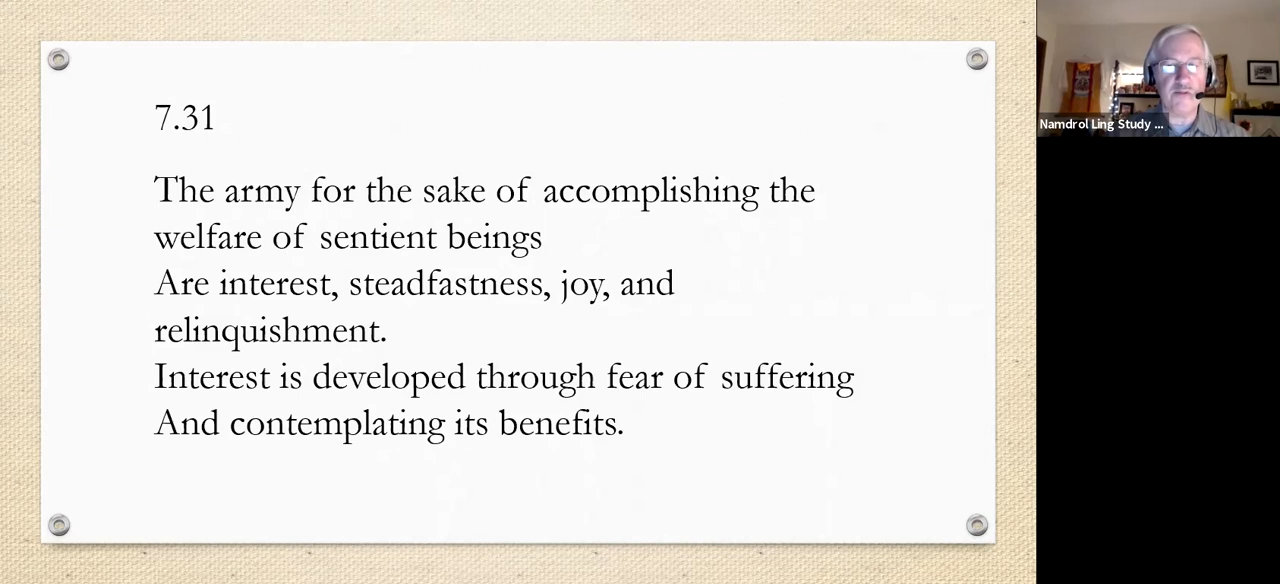 7.31
The army for the sake of accomplishing the
welfare of sentient beings
Are interest, steadfastness, joy, and
relinquishment.
Interest is developed through fear of suffering
And contemplating its benefits.
Namdrol Ling Study ...